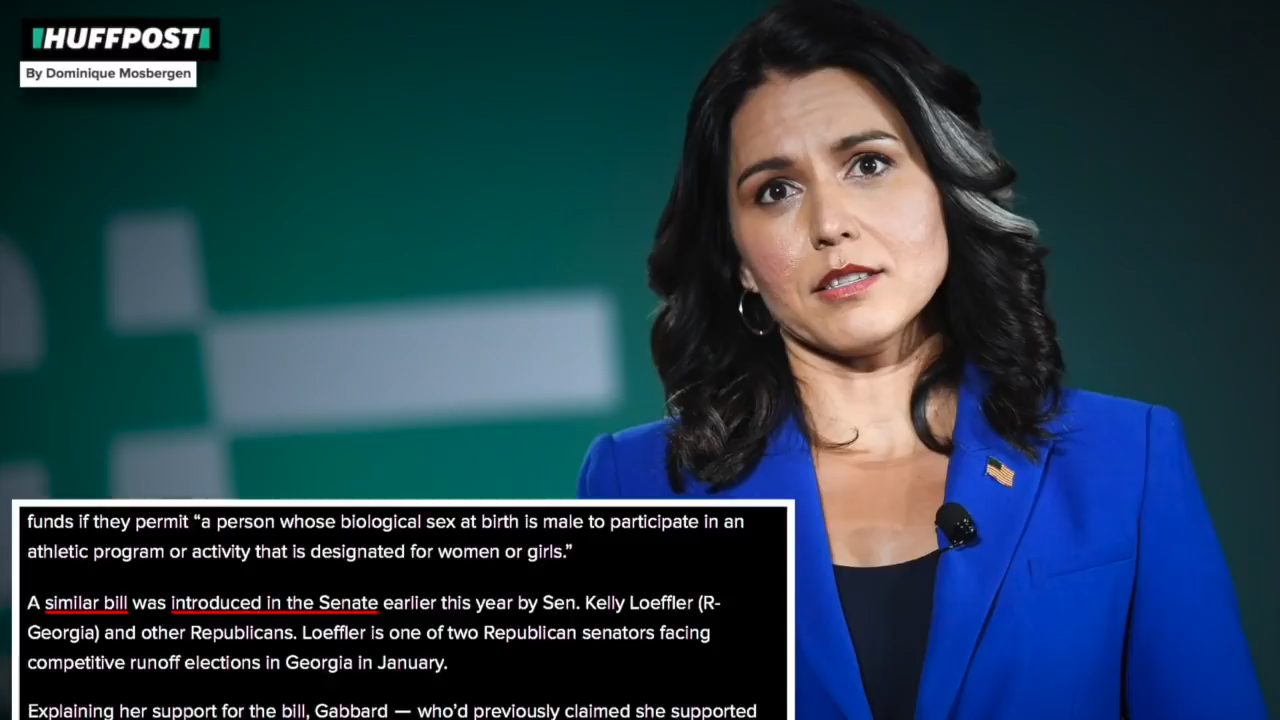 HUFFPOST
By Dominique Mosbergen
funds if they permit “a person whose biological sex at birth is male to participate in an
athletic program or activity that is designated for women or girls.”
A similar bill was introduced in the Senate earlier this year by Sen. Kelly Loeffler (R-
Georgia) and other Republicans. Loeffler is one of two Republican senators facing
competitive runoff elections in Georgia in January.
Explaining her support for the bill, Gabbard — who’d previously claimed she supported